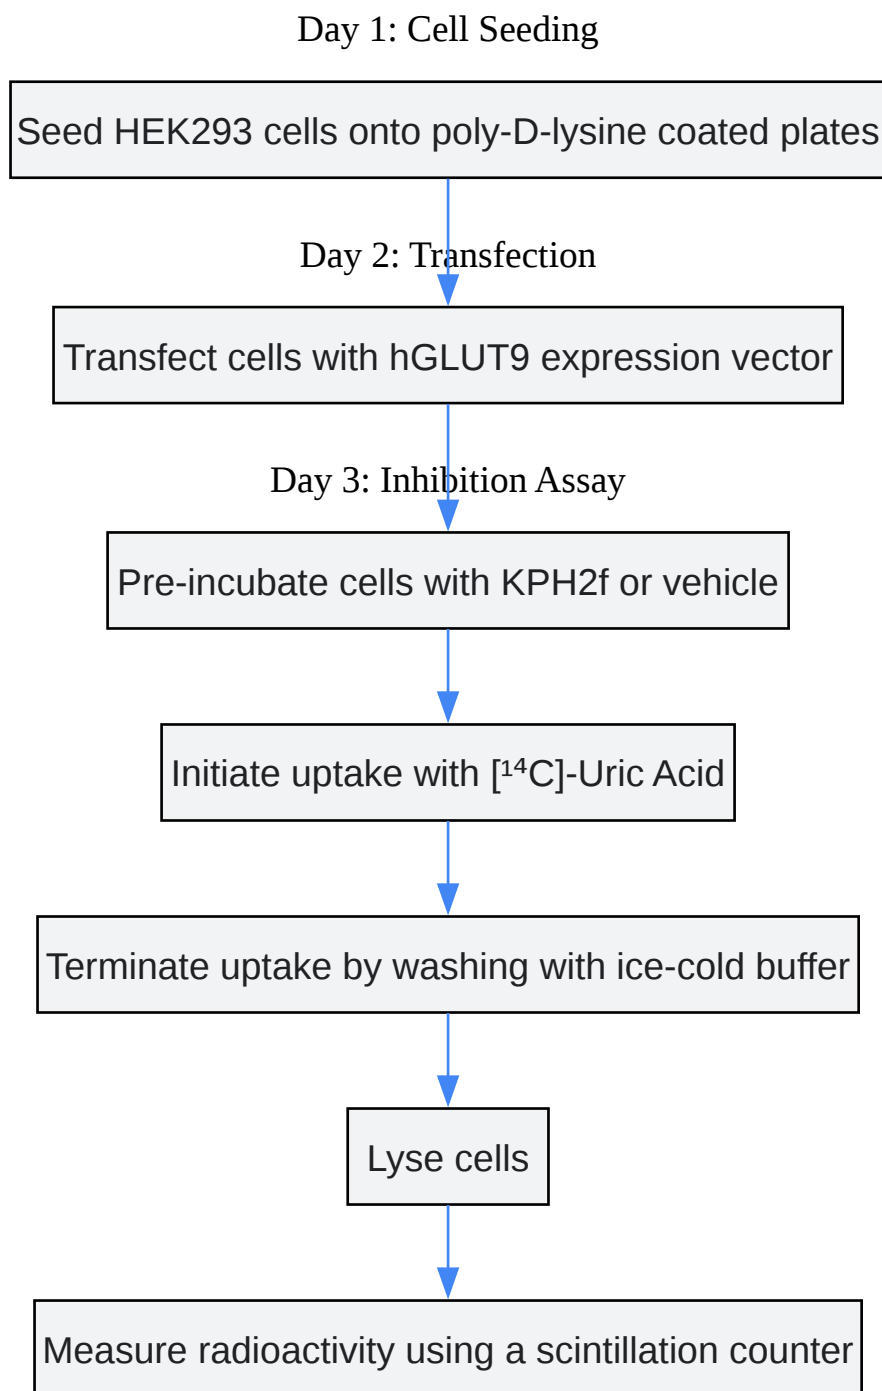 Day 1: Cell Seeding
Seed HEK293 cells onto poly-D-lysine coated plates
Day 2: Transfection
Transfect cells with hGLUT9 expression vector
Day 3: Inhibition Assay
Pre-incubate cells with KPH2f or vehicle
Initiate uptake with [¹⁴C]-Uric Acid
Terminate uptake by washing with ice-cold buffer
Lyse cells
Measure radioactivity using a scintillation counter